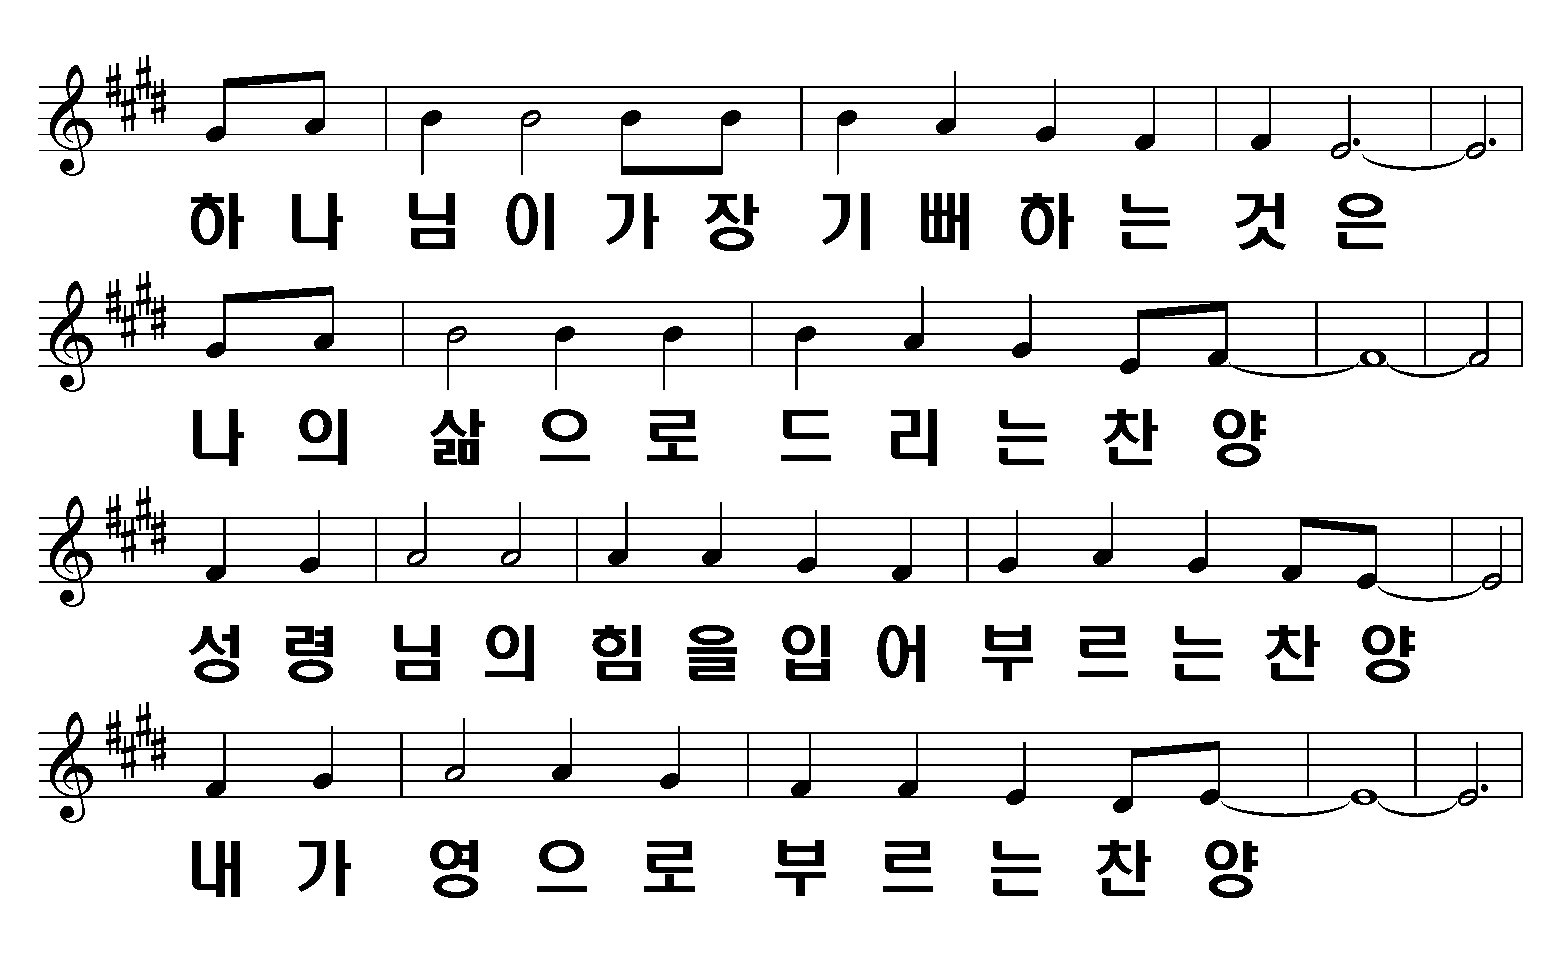 하 나 님 이 가 장 기 뻐 하 는 것 은
나 의 삶 으 로 드 리 는 찬 양
성 령 님 의 힘 을 입 어 부 르 는 찬 양
내 가 영 으 로 부 르 는 찬 양